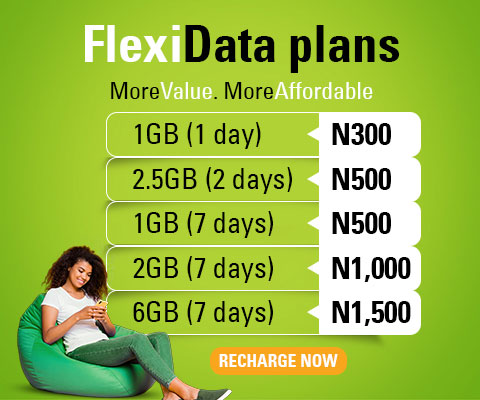 FlexiData plans
MoreValue. MoreAffordable
1GB (1 day) N300
2.5GB (2 days) N500
1GB (7 days) N500
2GB (7 days) N1,000
6GB (7 days) N1,500
RECHARGE NOW